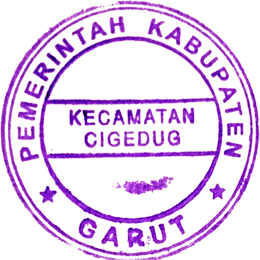 PEMERINTAH KABUPATEN
KECAMATAN
CIGEDUG
GARUT